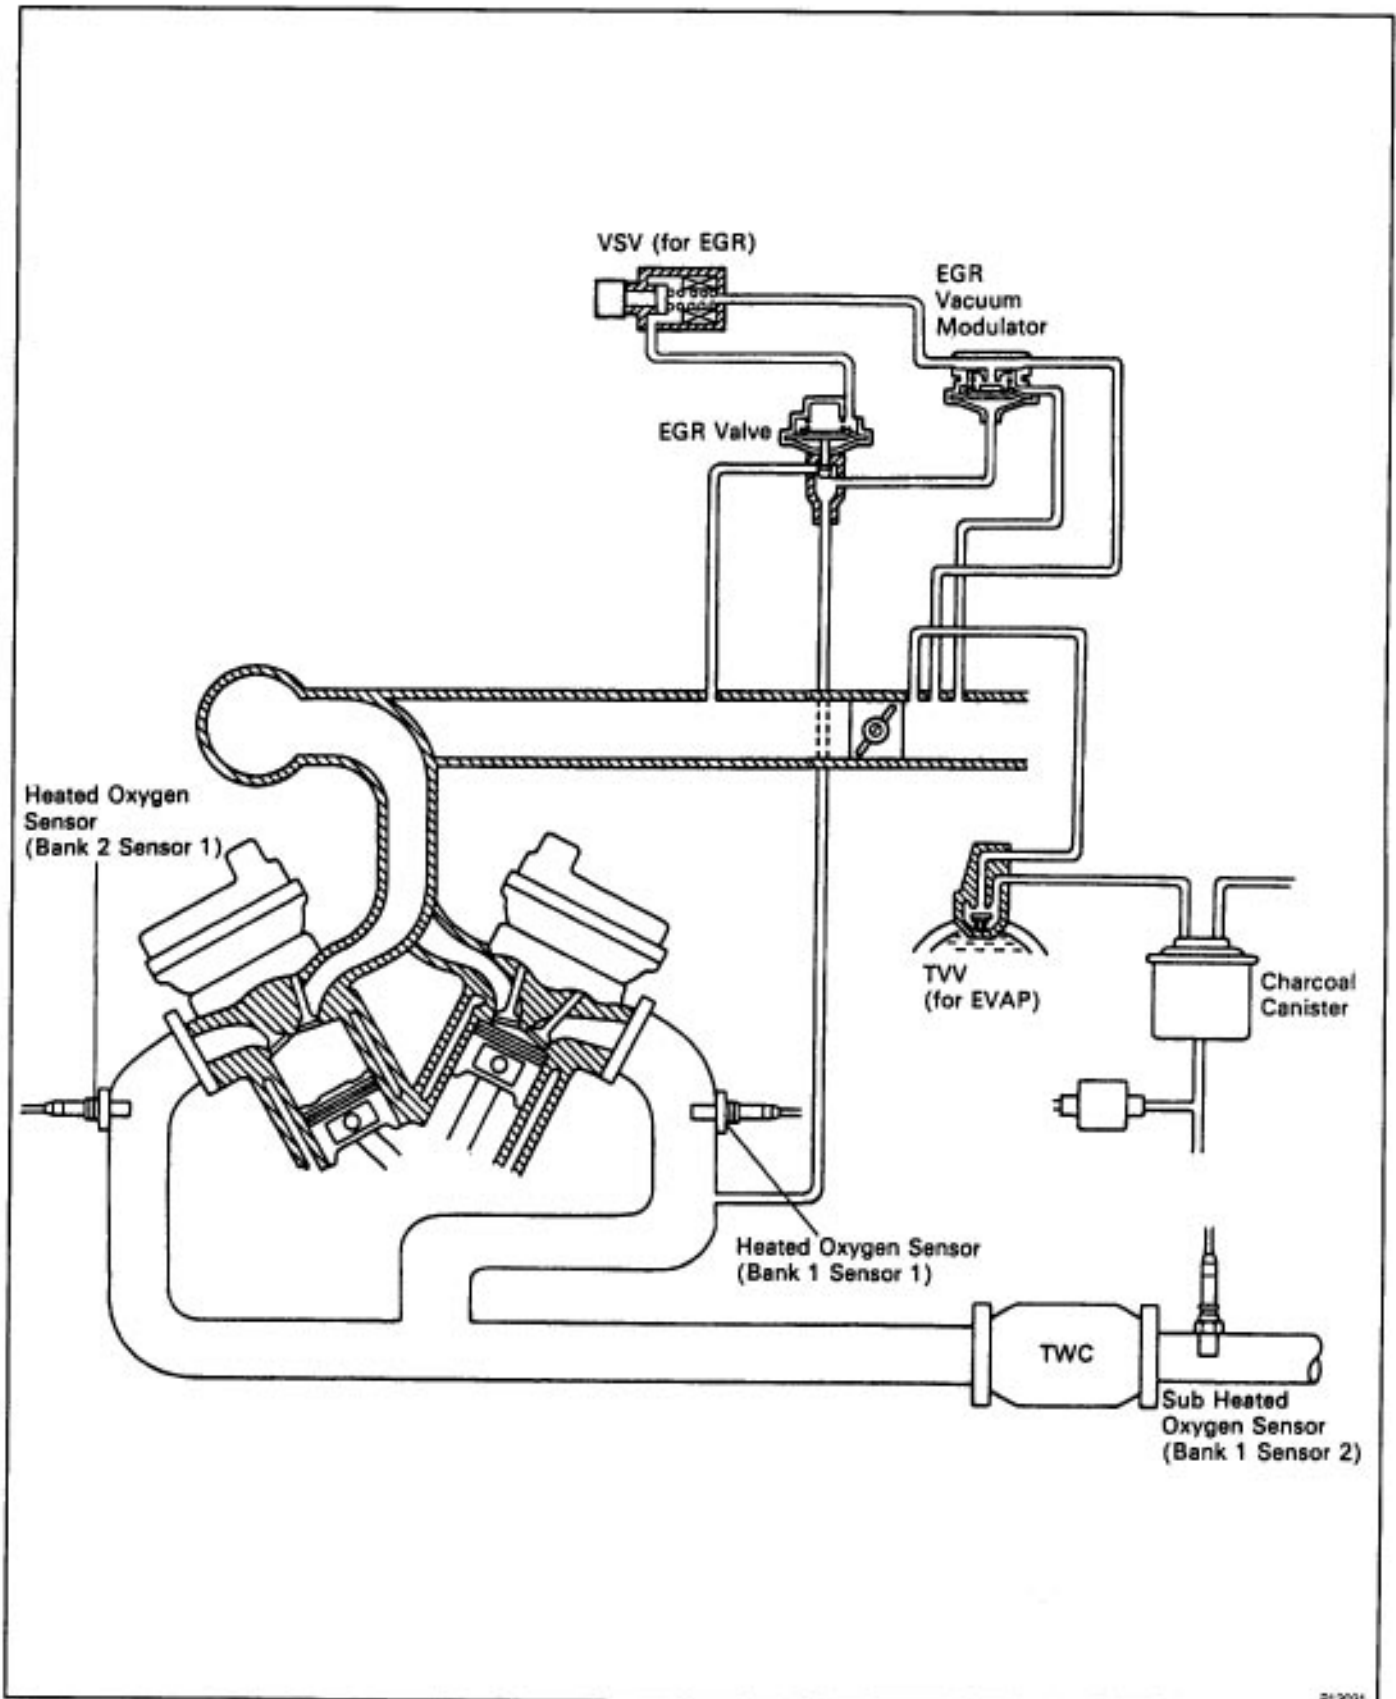 VSV (for EGR)
EGR
Vacuum
Modulator
EGR Valve
Heated Oxygen
Sensor
(Bank 2 Sensor 1)
TVV
(for EVAP)
Charcoal
Canister
Heated Oxygen Sensor
(Bank 1 Sensor 1)
TWC
Sub Heated
Oxygen Sensor
(Bank 1 Sensor 2)